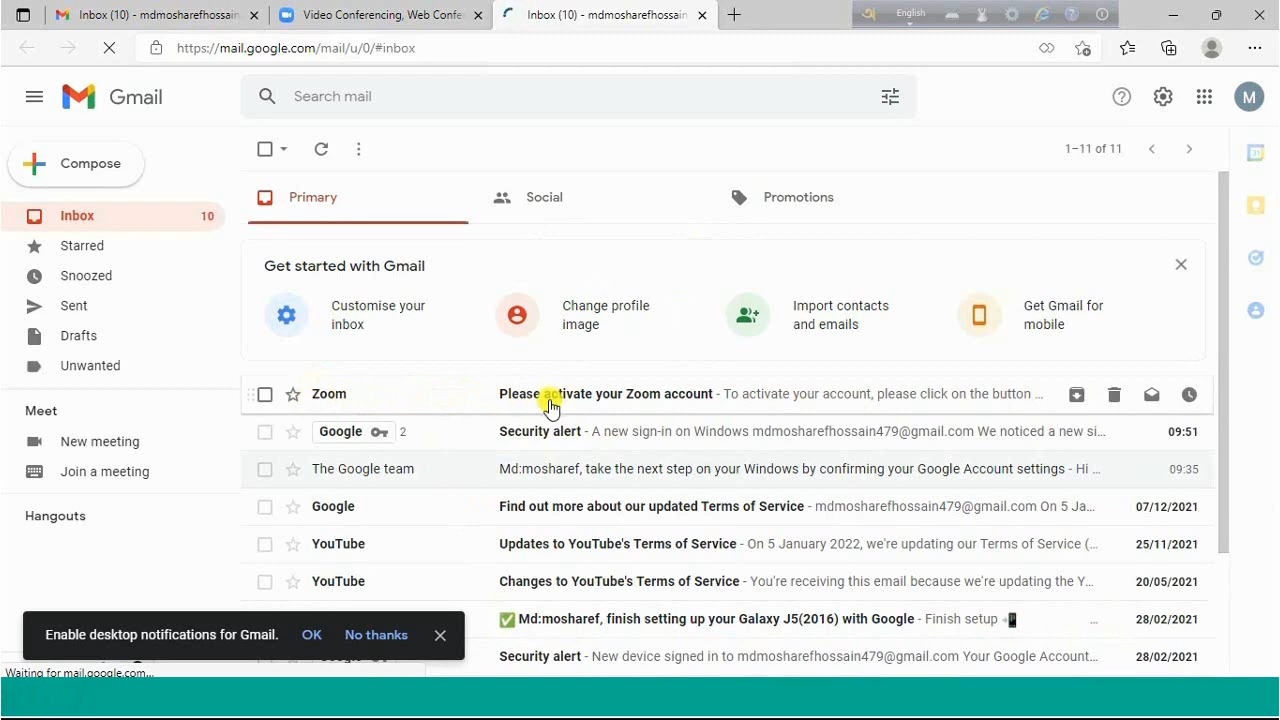 Inbox (10) - mdmosharefhossain
Video Conferencing, Web Confe
Inbox (10) - mdmosharefhossain
English
https://mail.google.com/mail/u/0/#inbox
Gmail
Search mail
M
Compose
1–11 of 11
Primary
Social
Promotions
Inbox 10
Starred
Snoozed
Sent
Drafts
Unwanted
Meet
New meeting
Join a meeting
Hangouts
Get started with Gmail
Customise your
inbox
Change profile
image
Import contacts
and emails
Get Gmail for
mobile
Zoom Please activate your Zoom account - To activate your account, please click on the button ...
Google 2 Security alert - A new sign-in on Windows mdmosharefhossain479@gmail.com We noticed a new si... 09:51
The Google team Md:mosharef, take the next step on your Windows by confirming your Google Account settings - Hi ... 09:35
Google Find out more about our updated Terms of Service - mdmosharefhossain479@gmail.com On 5 Ja... 07/12/2021
YouTube Updates to YouTube's Terms of Service - On 5 January 2022, we're updating our Terms of Service (... 25/11/2021
YouTube Changes to YouTube's Terms of Service - You're receiving this email because we're updating the Y... 20/05/2021
✅ Md:mosharef, finish setting up your Galaxy J5(2016) with Google - Finish setup 📲 ... 28/02/2021
Security alert - New device signed in to mdmosharefhossain479@gmail.com Your Google Account... 28/02/2021
Enable desktop notifications for Gmail. OK No thanks
Waiting for mail.google.com...